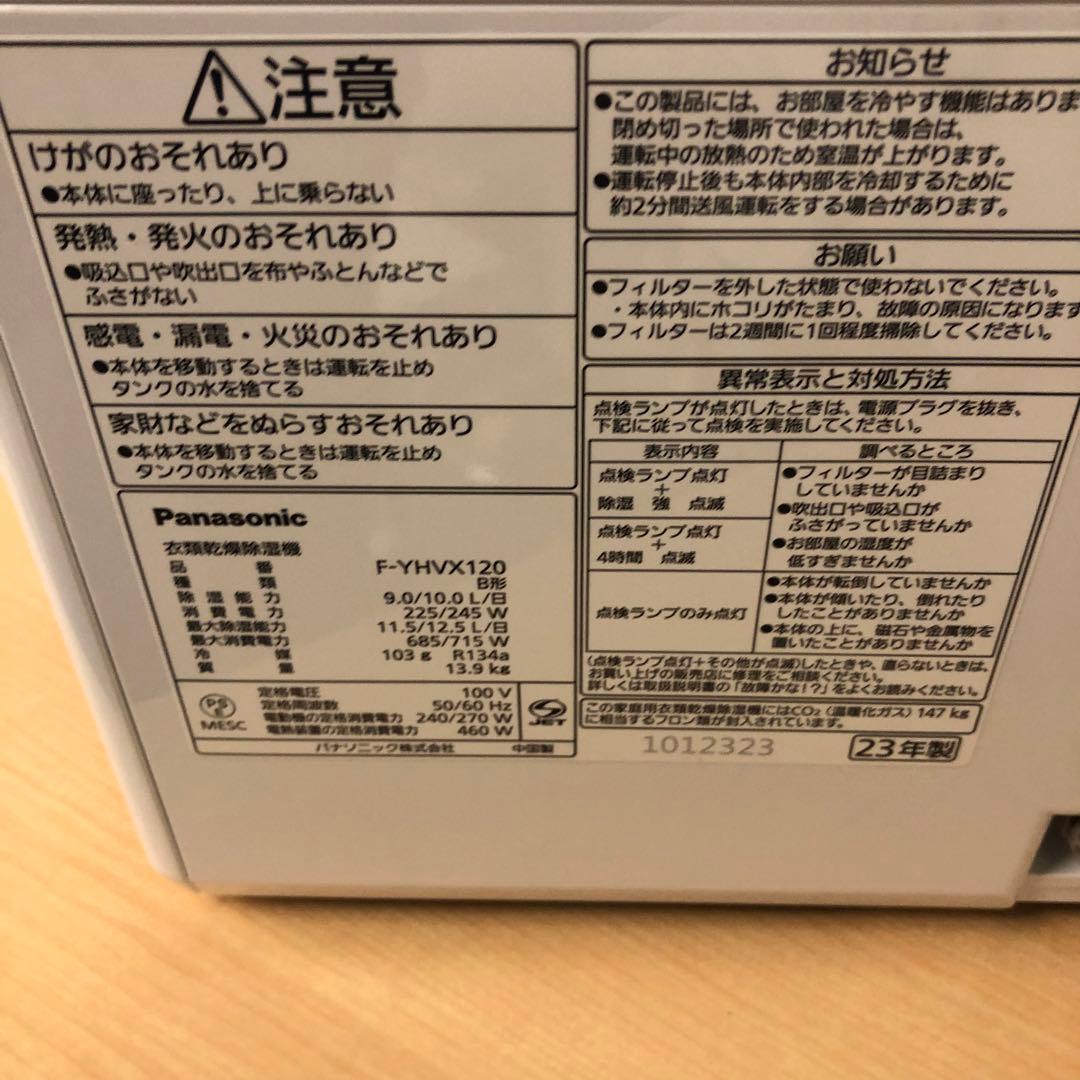 ⚠注意
けがのおそれあり
●本体に座ったり、上に乗らない
発熱・発火のおそれあり
●吸込口や吹出口を布やふとんなどで
ふさがない
感電・漏電・火災のおそれあり
●本体を移動するときは運転を止め
タンクの水を捨てる
家財などをぬらすおそれあり
●本体を移動するときは運転を止め
タンクの水を捨てる
Panasonic
衣類乾燥除湿機
品番 F-YHVX120
種類 B形
除湿能力 9.0/10.0 L/日
消費電力 225/245 W
最大除湿能力 11.5/12.5 L/日
最大消費電力 685/715 W
冷媒 103 g R134a
質量 13.9 kg
PSE
MESC
定格電圧 100 V
定格周波数 50/60 Hz
電動機の定格消費電力 240/270 W
電熱装置の定格消費電力 460 W
JET
パナソニック株式会社 中国製
お知らせ
●この製品には、お部屋を冷やす機能はありま
閉め切った場所で使われた場合は、
運転中の放熱のため室温が上がります。
●運転停止後も本体内部を冷却するために
約2分間送風運転をする場合があります。
お願い
●フィルターを外した状態で使わないでください。
・本体内にホコリがたまり、故障の原因になります
●フィルターは2週間に1回程度掃除してください。
異常表示と対処方法
点検ランプが点灯したときは、電源プラグを抜き、
下記に従って点検を実施してください。
表示内容 調べるところ
点検ランプ点灯
+
除湿 強 点滅
●フィルターが目詰まり
していませんか
●吹出口や吸込口が
ふさがっていませんか
●お部屋の湿度が
低すぎませんか
点検ランプ点灯
+
4時間 点滅
点検ランプのみ点灯
●本体が転倒していませんか
●本体が傾いたり、倒れたり
したことがありませんか
●本体の上に、磁石や金属物を
置いたことがありませんか
(点検ランプ点灯+その他が点滅)したときや、直らないときは、
お買い上げの販売店に修理をご相談ください。
詳しくは取扱説明書の「故障かな!?」をよくお読みください。
この家庭用衣類乾燥除湿機にはCO₂(温暖化ガス)147 kg
に相当するフロン類が封入されています。
1012323
23年製